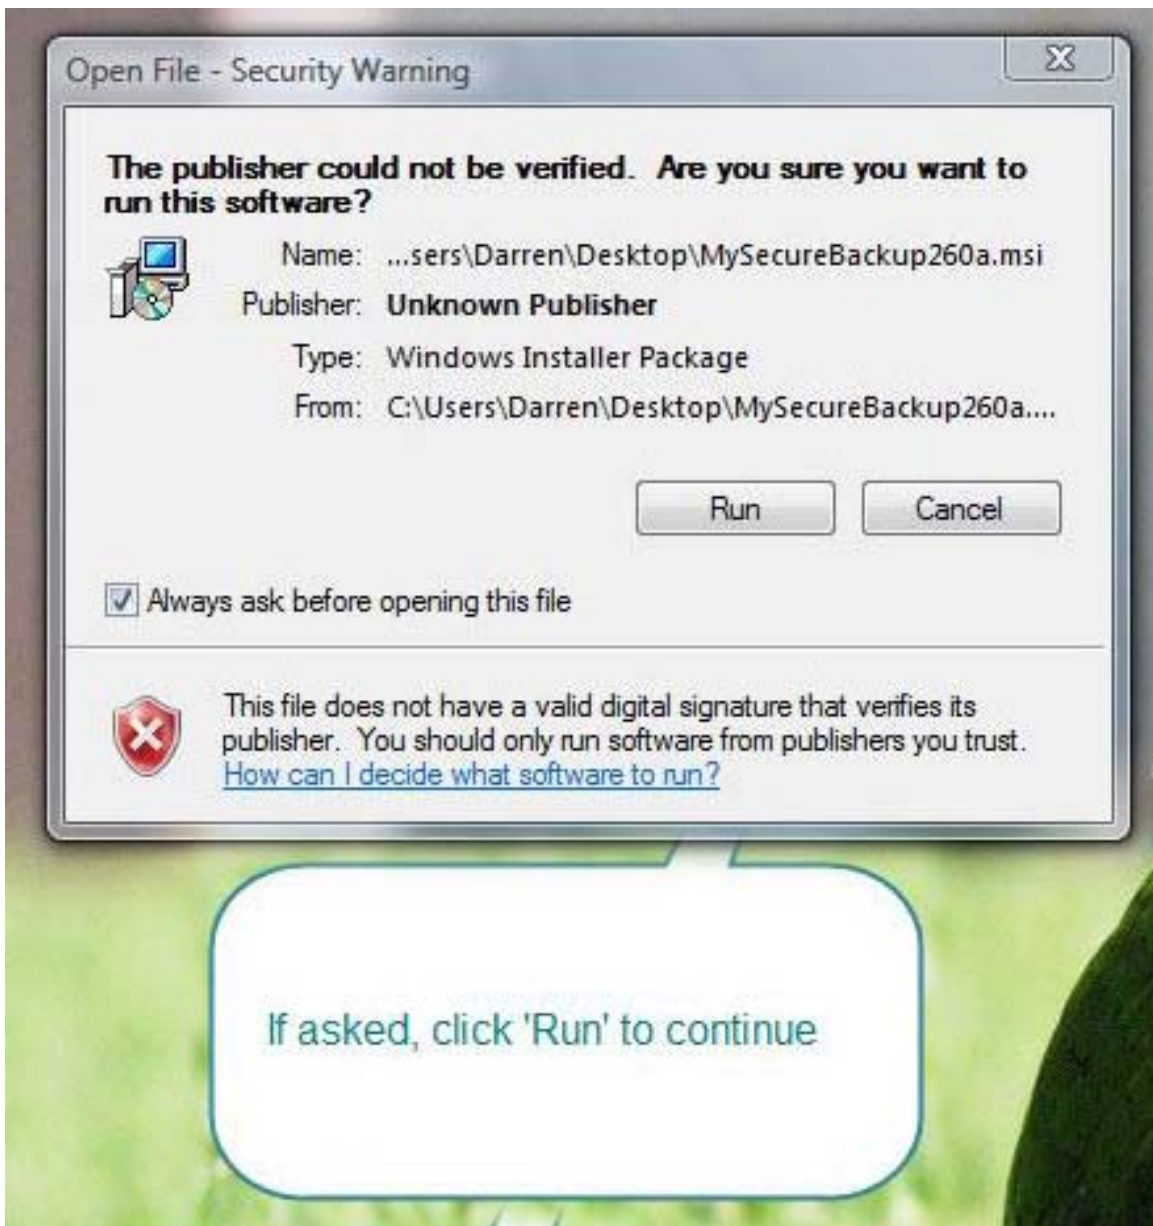 Open File - Security Warning
The publisher could not be verified.  Are you sure you want to
run this software?
Name: ...sers\Darren\Desktop\MySecureBackup260a.msi
Publisher: Unknown Publisher
Type: Windows Installer Package
From: C:\Users\Darren\Desktop\MySecureBackup260a....
Run Cancel
Always ask before opening this file
This file does not have a valid digital signature that verifies its
publisher.  You should only run software from publishers you trust.
How can I decide what software to run?
If asked, click 'Run' to continue